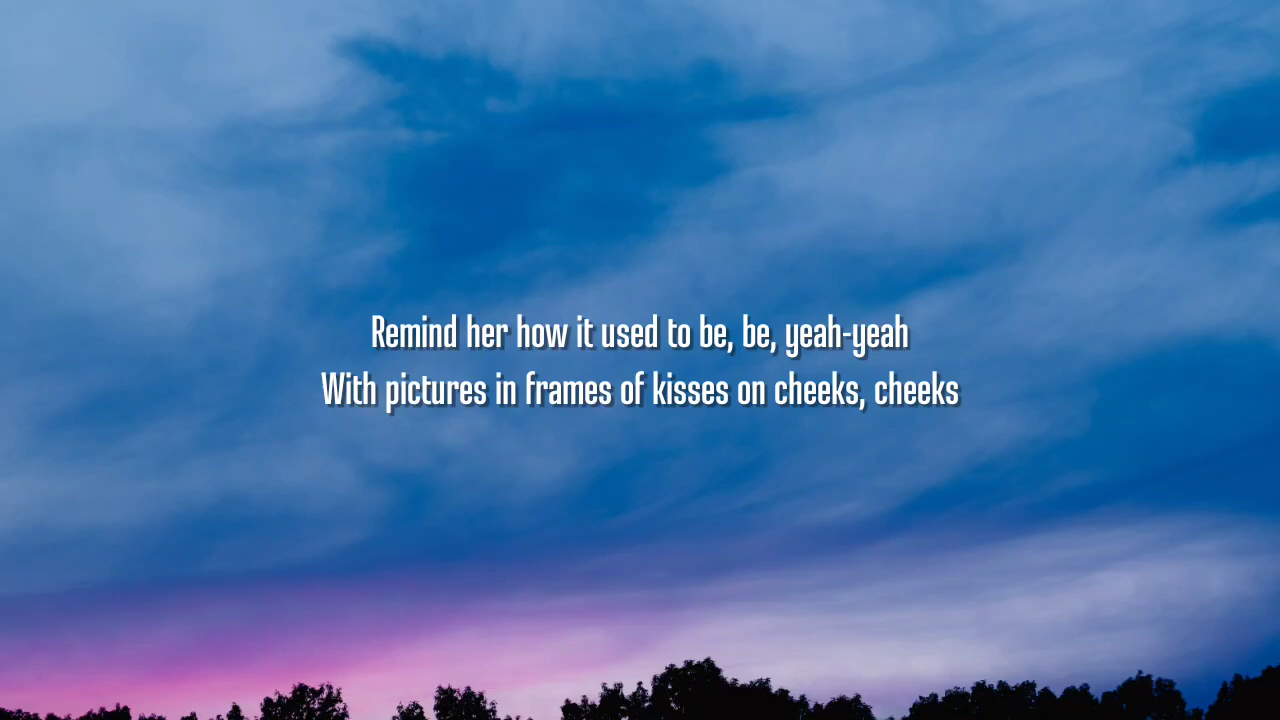 Remind her how it used to be, be, yeah-yeah
With pictures in frames of kisses on cheeks, cheeks